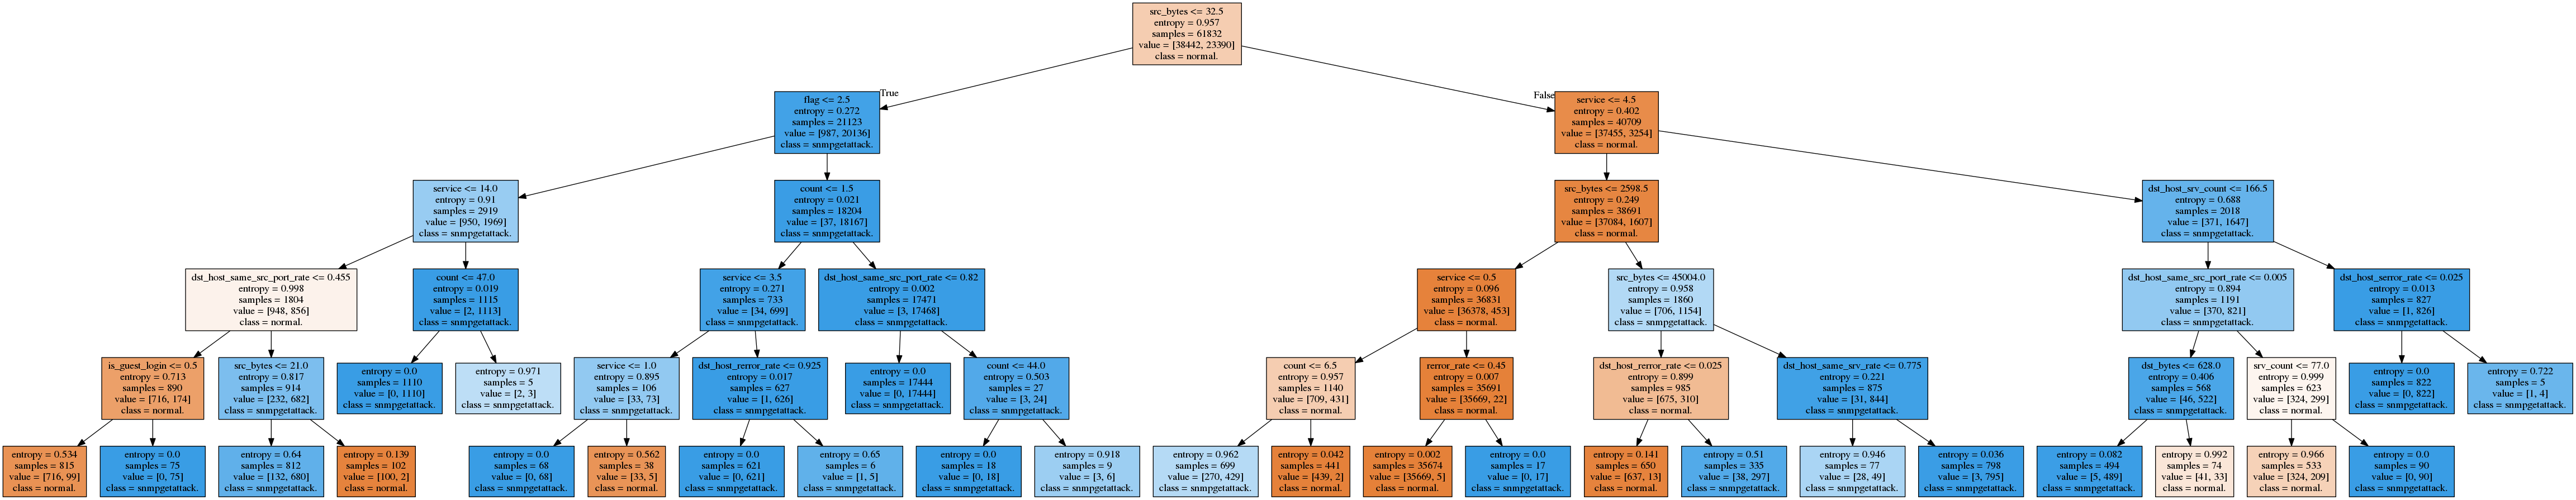 src_bytes <= 32.5
entropy = 0.957
samples = 61832
value = [38442, 23390]
class = normal.
True
False
flag <= 2.5
entropy = 0.272
samples = 21123
value = [987, 20136]
class = snmpgetattack.
service <= 4.5
entropy = 0.402
samples = 40709
value = [37455, 3254]
class = normal.
service <= 14.0
entropy = 0.91
samples = 2919
value = [950, 1969]
class = snmpgetattack.
count <= 1.5
entropy = 0.021
samples = 18204
value = [37, 18167]
class = snmpgetattack.
src_bytes <= 2598.5
entropy = 0.249
samples = 38691
value = [37084, 1607]
class = normal.
dst_host_srv_count <= 166.5
entropy = 0.688
samples = 2018
value = [371, 1647]
class = snmpgetattack.
dst_host_same_src_port_rate <= 0.455
entropy = 0.998
samples = 1804
value = [948, 856]
class = normal.
count <= 47.0
entropy = 0.019
samples = 1115
value = [2, 1113]
class = snmpgetattack.
service <= 3.5
entropy = 0.271
samples = 733
value = [34, 699]
class = snmpgetattack.
dst_host_same_src_port_rate <= 0.82
entropy = 0.002
samples = 17471
value = [3, 17468]
class = snmpgetattack.
service <= 0.5
entropy = 0.096
samples = 36831
value = [36378, 453]
class = normal.
src_bytes <= 45004.0
entropy = 0.958
samples = 1860
value = [706, 1154]
class = snmpgetattack.
dst_host_same_src_port_rate <= 0.005
entropy = 0.894
samples = 1191
value = [370, 821]
class = snmpgetattack.
dst_host_serror_rate <= 0.025
entropy = 0.013
samples = 827
value = [1, 826]
class = snmpgetattack.
is_guest_login <= 0.5
entropy = 0.713
samples = 890
value = [716, 174]
class = normal.
src_bytes <= 21.0
entropy = 0.817
samples = 914
value = [232, 682]
class = snmpgetattack.
entropy = 0.0
samples = 1110
value = [0, 1110]
class = snmpgetattack.
entropy = 0.971
samples = 5
value = [2, 3]
class = snmpgetattack.
service <= 1.0
entropy = 0.895
samples = 106
value = [33, 73]
class = snmpgetattack.
dst_host_rerror_rate <= 0.925
entropy = 0.017
samples = 627
value = [1, 626]
class = snmpgetattack.
entropy = 0.0
samples = 17444
value = [0, 17444]
class = snmpgetattack.
count <= 44.0
entropy = 0.503
samples = 27
value = [3, 24]
class = snmpgetattack.
count <= 6.5
entropy = 0.957
samples = 1140
value = [709, 431]
class = normal.
rerror_rate <= 0.45
entropy = 0.007
samples = 35691
value = [35669, 22]
class = normal.
dst_host_rerror_rate <= 0.025
entropy = 0.899
samples = 985
value = [675, 310]
class = normal.
dst_host_same_srv_rate <= 0.775
entropy = 0.221
samples = 875
value = [31, 844]
class = snmpgetattack.
dst_bytes <= 628.0
entropy = 0.406
samples = 568
value = [46, 522]
class = snmpgetattack.
srv_count <= 77.0
entropy = 0.999
samples = 623
value = [324, 299]
class = normal.
entropy = 0.0
samples = 822
value = [0, 822]
class = snmpgetattack.
entropy = 0.722
samples = 5
value = [1, 4]
class = snmpgetattack.
entropy = 0.534
samples = 815
value = [716, 99]
class = normal.
entropy = 0.0
samples = 75
value = [0, 75]
class = snmpgetattack.
entropy = 0.64
samples = 812
value = [132, 680]
class = snmpgetattack.
entropy = 0.139
samples = 102
value = [100, 2]
class = normal.
entropy = 0.0
samples = 68
value = [0, 68]
class = snmpgetattack.
entropy = 0.562
samples = 38
value = [33, 5]
class = normal.
entropy = 0.0
samples = 621
value = [0, 621]
class = snmpgetattack.
entropy = 0.65
samples = 6
value = [1, 5]
class = snmpgetattack.
entropy = 0.0
samples = 18
value = [0, 18]
class = snmpgetattack.
entropy = 0.918
samples = 9
value = [3, 6]
class = snmpgetattack.
entropy = 0.962
samples = 699
value = [270, 429]
class = snmpgetattack.
entropy = 0.042
samples = 441
value = [439, 2]
class = normal.
entropy = 0.002
samples = 35674
value = [35669, 5]
class = normal.
entropy = 0.0
samples = 17
value = [0, 17]
class = snmpgetattack.
entropy = 0.141
samples = 650
value = [637, 13]
class = normal.
entropy = 0.51
samples = 335
value = [38, 297]
class = snmpgetattack.
entropy = 0.946
samples = 77
value = [28, 49]
class = snmpgetattack.
entropy = 0.036
samples = 798
value = [3, 795]
class = snmpgetattack.
entropy = 0.082
samples = 494
value = [5, 489]
class = snmpgetattack.
entropy = 0.992
samples = 74
value = [41, 33]
class = normal.
entropy = 0.966
samples = 533
value = [324, 209]
class = normal.
entropy = 0.0
samples = 90
value = [0, 90]
class = snmpgetattack.